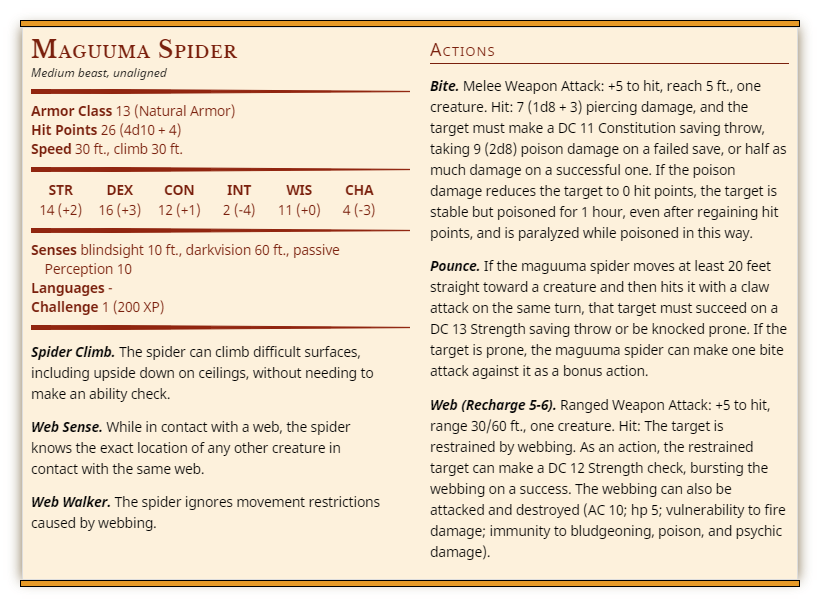 Maguuma Spider
Medium beast, unaligned
Armor Class 13 (Natural Armor)
Hit Points 26 (4d10 + 4)
Speed 30 ft., climb 30 ft.
STR DEX CON INT WIS CHA
14 (+2) 16 (+3) 12 (+1) 2 (-4) 11 (+0) 4 (-3)
Senses blindsight 10 ft., darkvision 60 ft., passive
Perception 10
Languages -
Challenge 1 (200 XP)
Spider Climb. The spider can climb difficult surfaces,
including upside down on ceilings, without needing to
make an ability check.
Web Sense. While in contact with a web, the spider
knows the exact location of any other creature in
contact with the same web.
Web Walker. The spider ignores movement restrictions
caused by webbing.
Actions
Bite. Melee Weapon Attack: +5 to hit, reach 5 ft., one
creature. Hit: 7 (1d8 + 3) piercing damage, and the
target must make a DC 11 Constitution saving throw,
taking 9 (2d8) poison damage on a failed save, or half as
much damage on a successful one. If the poison
damage reduces the target to 0 hit points, the target is
stable but poisoned for 1 hour, even after regaining hit
points, and is paralyzed while poisoned in this way.
Pounce. If the maguuma spider moves at least 20 feet
straight toward a creature and then hits it with a claw
attack on the same turn, that target must succeed on a
DC 13 Strength saving throw or be knocked prone. If the
target is prone, the maguuma spider can make one bite
attack against it as a bonus action.
Web (Recharge 5-6). Ranged Weapon Attack: +5 to hit,
range 30/60 ft., one creature. Hit: The target is
restrained by webbing. As an action, the restrained
target can make a DC 12 Strength check, bursting the
webbing on a success. The webbing can also be
attacked and destroyed (AC 10; hp 5; vulnerability to fire
damage; immunity to bludgeoning, poison, and psychic
damage).